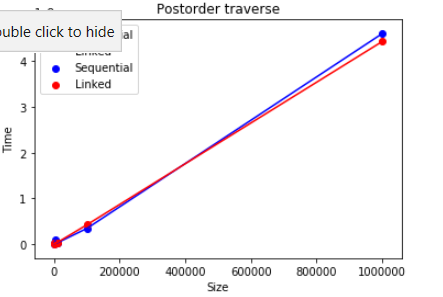 Postorder traverse
ouble click to hide
Sequential
Linked
4
3
2
1
0
Time
0 200000 400000 600000 800000 1000000
Size